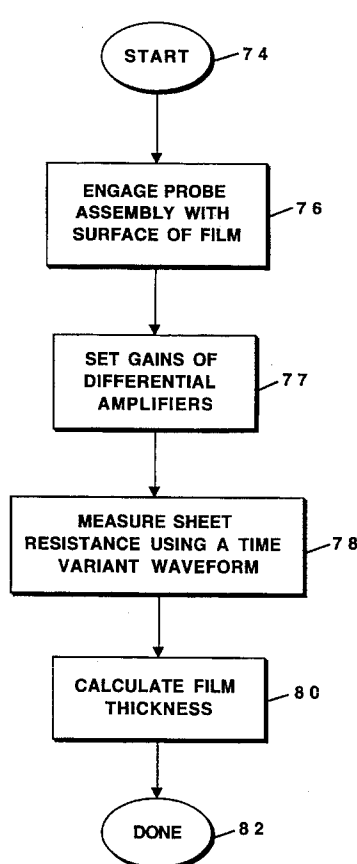 START
74
ENGAGE PROBE
ASSEMBLY WITH
SURFACE OF FILM
76
SET GAINS OF
DIFFERENTIAL
AMPLIFIERS
77
MEASURE SHEET
RESISTANCE USING A TIME
VARIANT WAVEFORM
78
CALCULATE FILM
THICKNESS
80
DONE
82